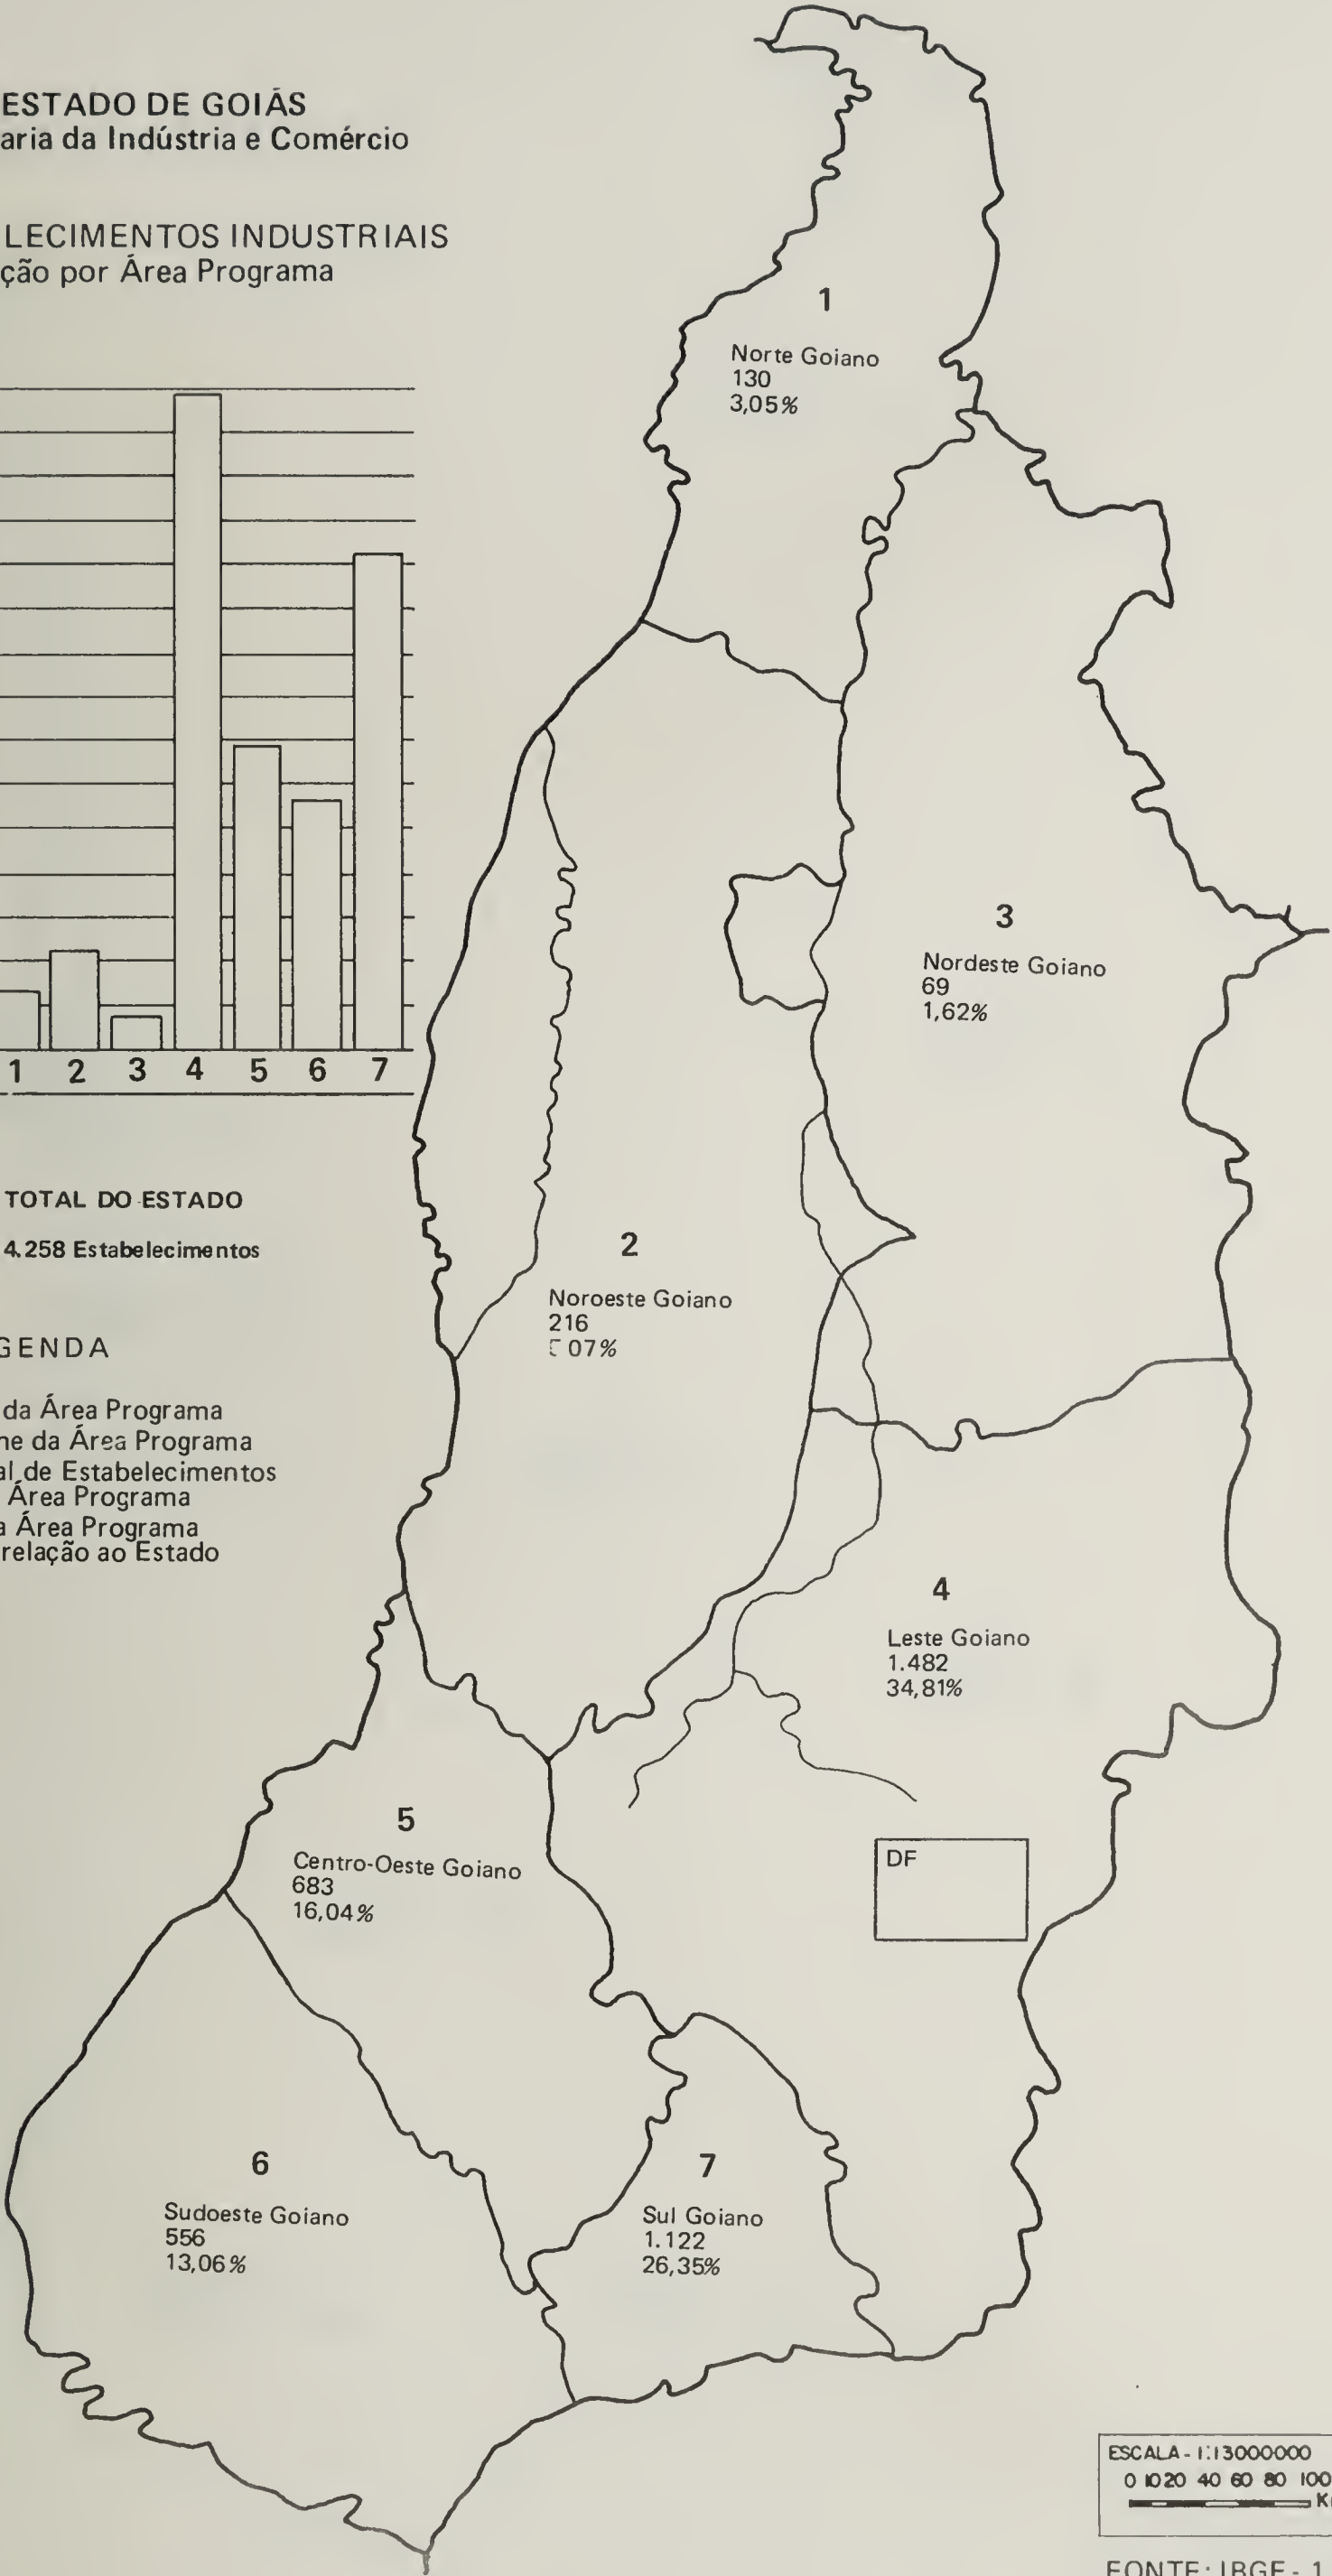 ESTADO DE GOIÁS
aria da Indústria e Comércio
LECIMENTOS INDUSTRIAIS
ção por Área Programa
1 2 3 4 5 6 7
TOTAL DO ESTADO
4.258 Estabelecimentos
GENDA
da Área Programa
ne da Área Programa
al de Estabelecimentos
Área Programa
a Área Programa
relação ao Estado
1
Norte Goiano
130
3,05%
3
Nordeste Goiano
69
1,62%
2
Noroeste Goiano
216
07%
4
Leste Goiano
1.482
34,81%
DF
5
Centro-Oeste Goiano
683
16,04%
6
Sudoeste Goiano
556
13,06%
7
Sul Goiano
1.122
26,35%
ESCALA - 1:13000000
0 10 20 40 60 80 100
K
FONTE: IBGE - 1